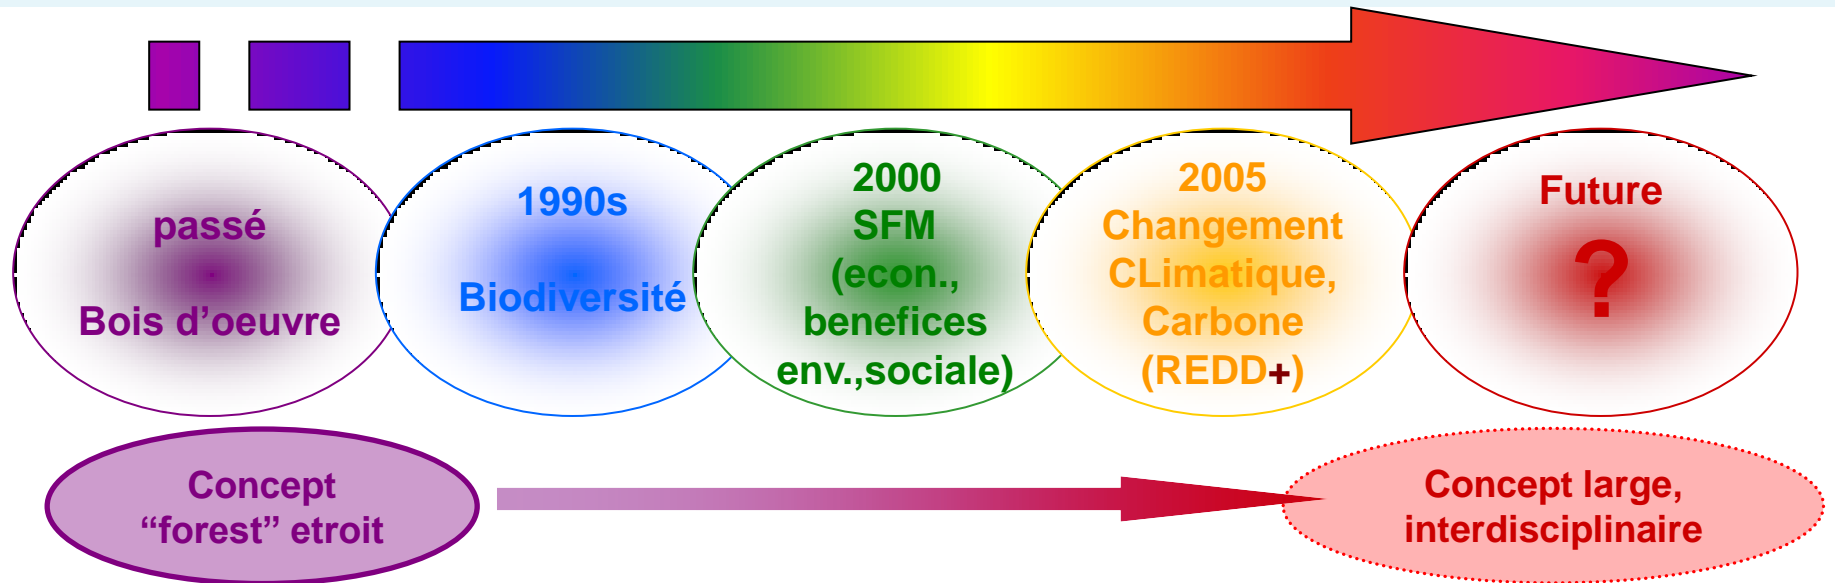 passé
Bois d’oeuvre
1990s
Biodiversité
2000
SFM
(econ.,
benefices
env.,sociale)
2005
Changement
CLimatique,
Carbone
(REDD+)
Future
?
Concept
“forest” etroit
Concept large,
interdisciplinaire